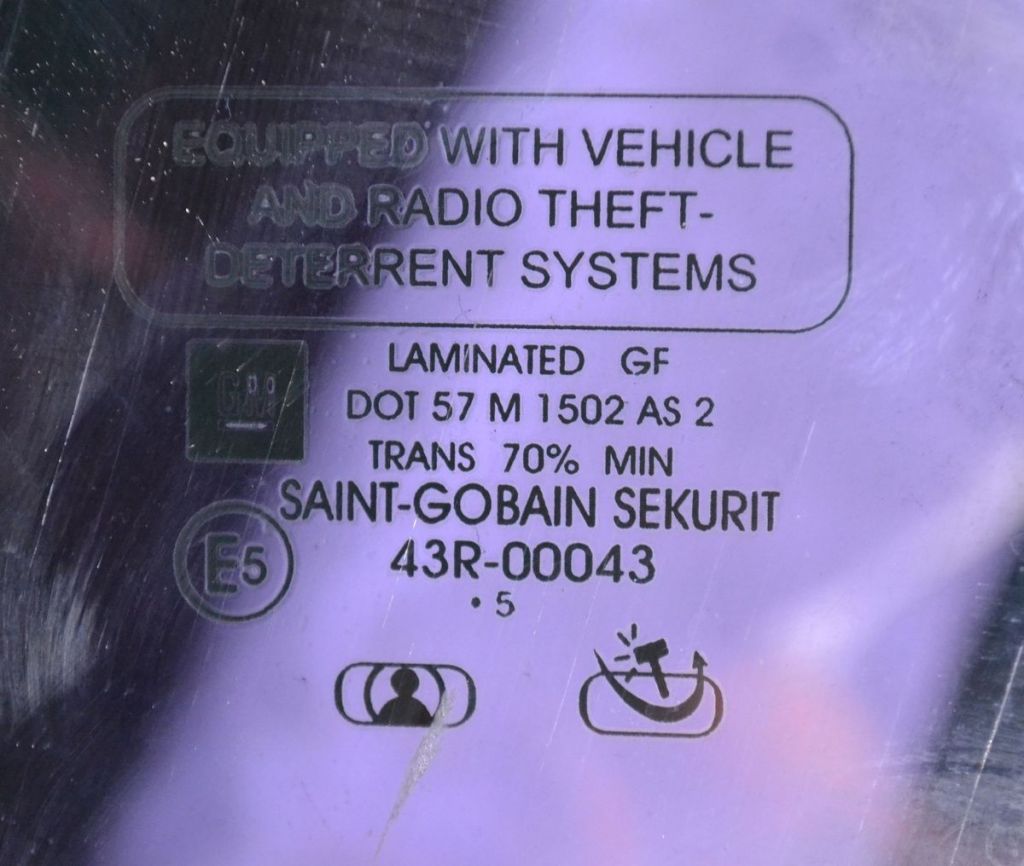 EQUIPPED WITH VEHICLE
AND RADIO THEFT-
DETERRENT SYSTEMS
LAMINATED GF
GM
DOT 57 M 1502 AS 2
TRANS 70% MIN
SAINT-GOBAIN SEKURIT
E5
43R-00043
• 5